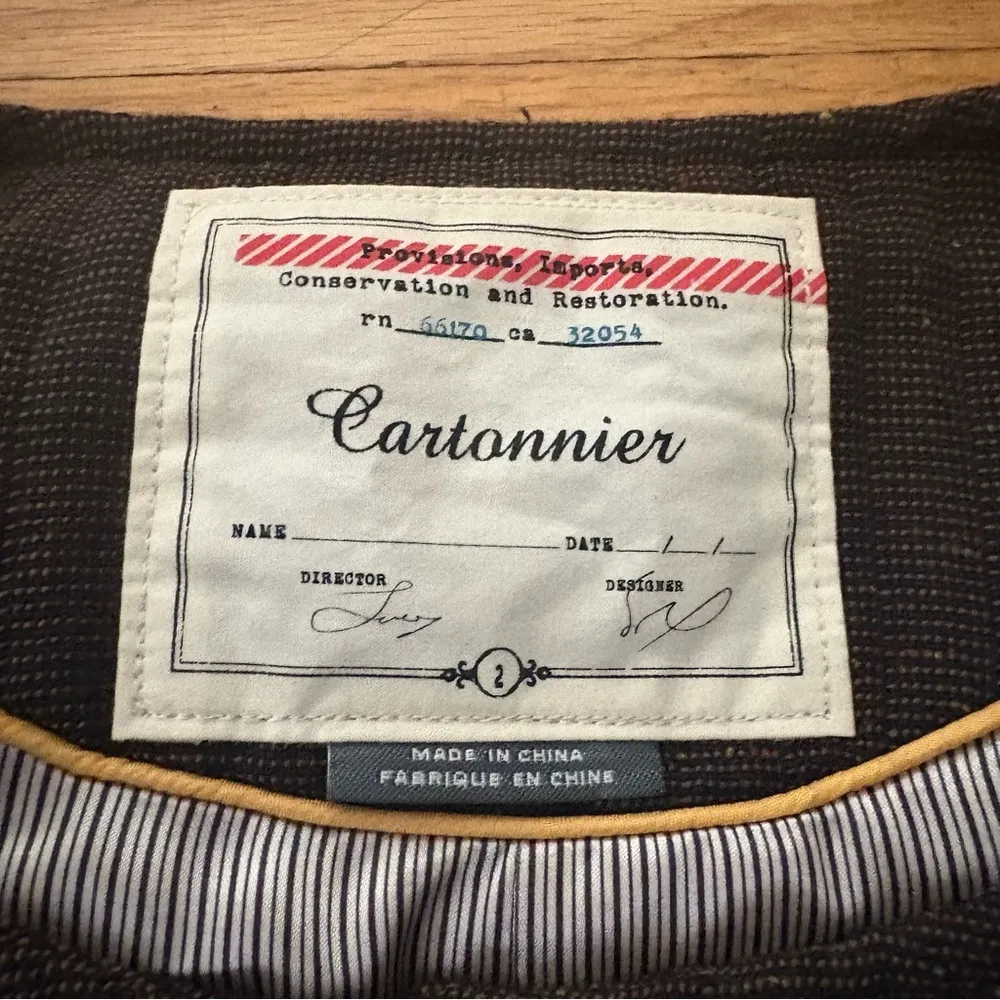 Provisions, Imports,
Conservation and Restoration.
rn 66170 ca 32054
Cartonnier
NAME DATE / /
DIRECTOR DESIGNER
2
MADE IN CHINA
FABRIQUE EN CHINE